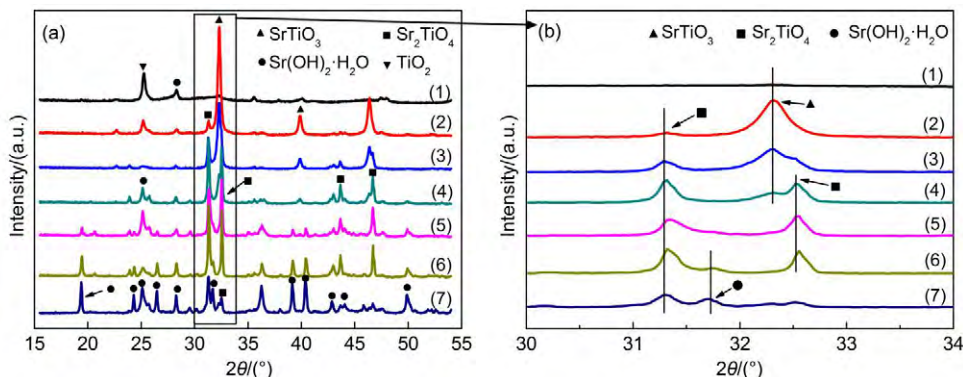 (a)
▲ SrTiO₃ ■ Sr₂TiO₄
● Sr(OH)₂·H₂O ▼ TiO₂
(1)
(2)
(3)
(4)
(5)
(6)
(7)
Intensity/(a.u.)
15 20 25 30 35 40 45 50 55
2θ/(°)
(b)
▲ SrTiO₃ ■ Sr₂TiO₄ ● Sr(OH)₂·H₂O
(1)
(2)
(3)
(4)
(5)
(6)
(7)
Intensity/(a.u.)
30 31 32 33 34
2θ/(°)